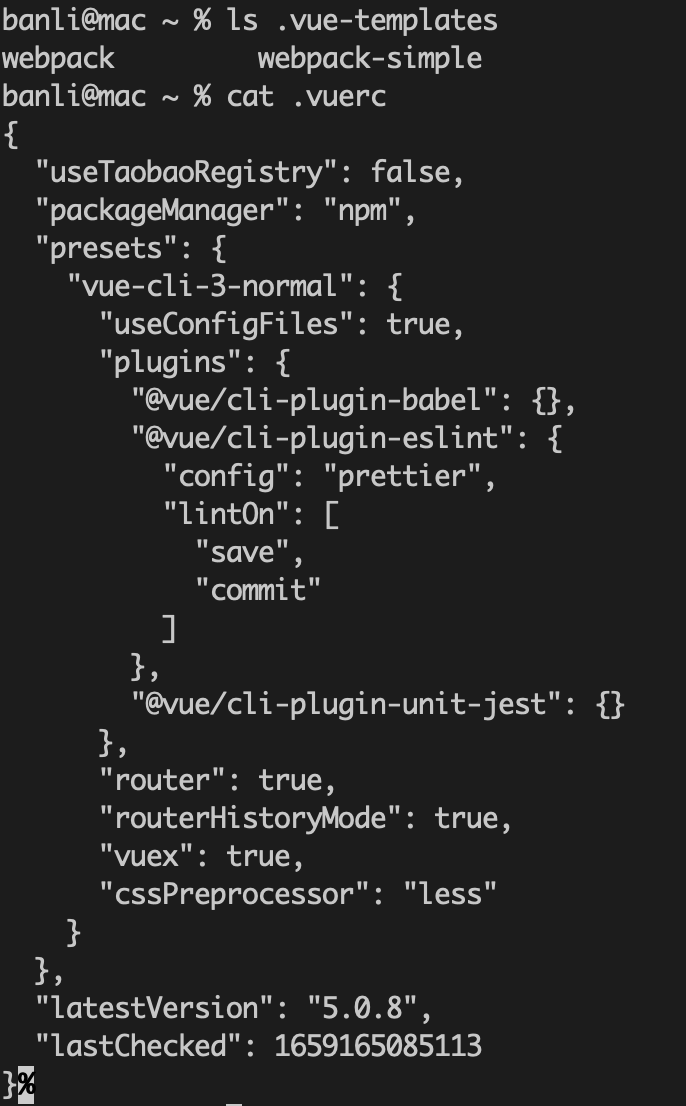 banli@mac ~ % ls .vue-templates
webpack         webpack-simple
banli@mac ~ % cat .vuerc
{
  "useTaobaoRegistry": false,
  "packageManager": "npm",
  "presets": {
    "vue-cli-3-normal": {
      "useConfigFiles": true,
      "plugins": {
        "@vue/cli-plugin-babel": {},
        "@vue/cli-plugin-eslint": {
          "config": "prettier",
          "lintOn": [
            "save",
            "commit"
          ]
        },
        "@vue/cli-plugin-unit-jest": {}
      },
      "router": true,
      "routerHistoryMode": true,
      "vuex": true,
      "cssPreprocessor": "less"
    }
  },
  "latestVersion": "5.0.8",
  "lastChecked": 1659165085113
}%